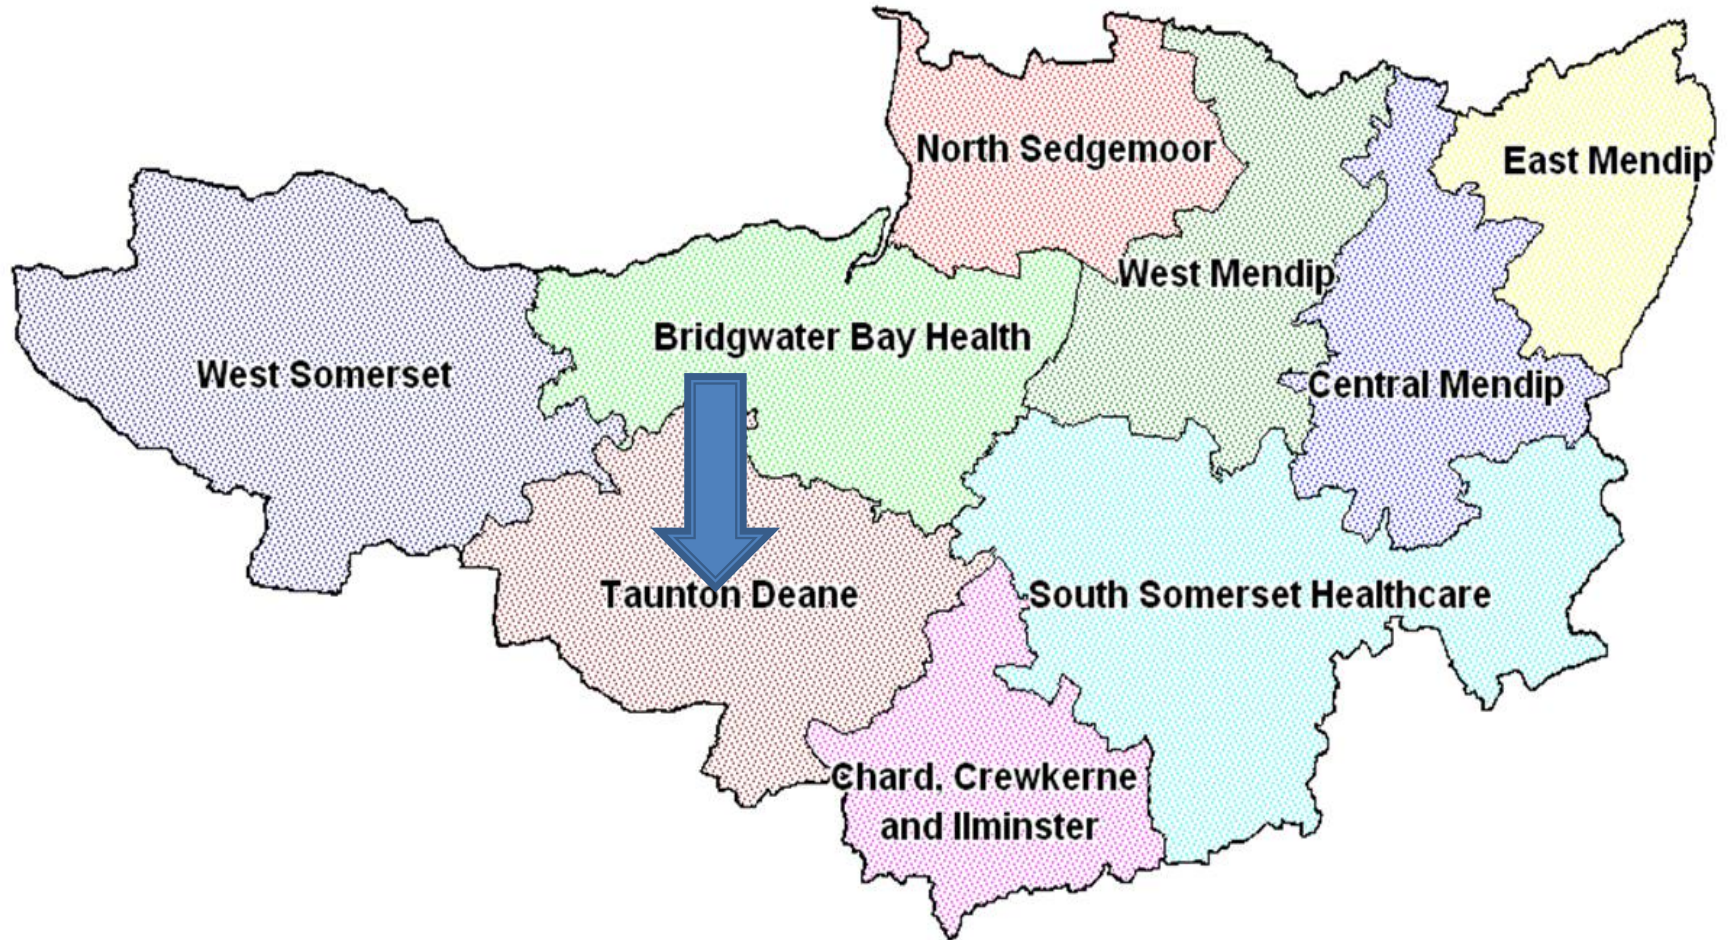 North Sedgemoor
East Mendip
West Mendip
Bridgwater Bay Health
West Somerset
Central Mendip
Taunton Deane
South Somerset Healthcare
Chard, Crewkerne
and Ilminster